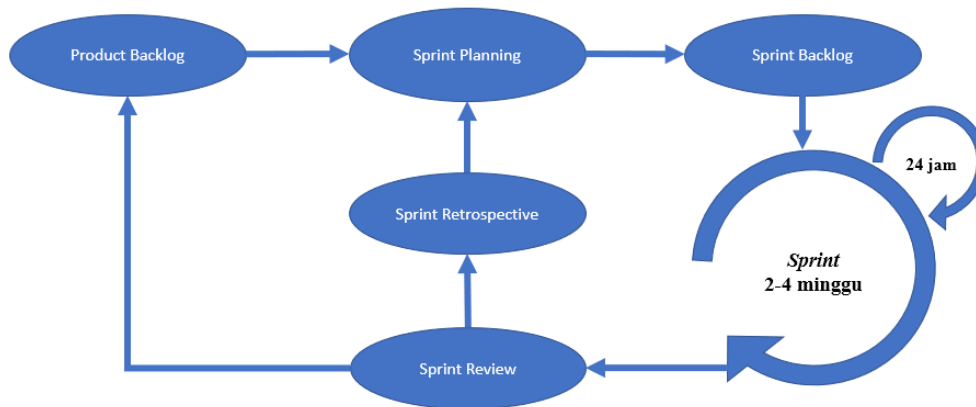 Product Backlog
Sprint Planning
Sprint Backlog
24 jam
Sprint Retrospective
Sprint
2-4 minggu
Sprint Review